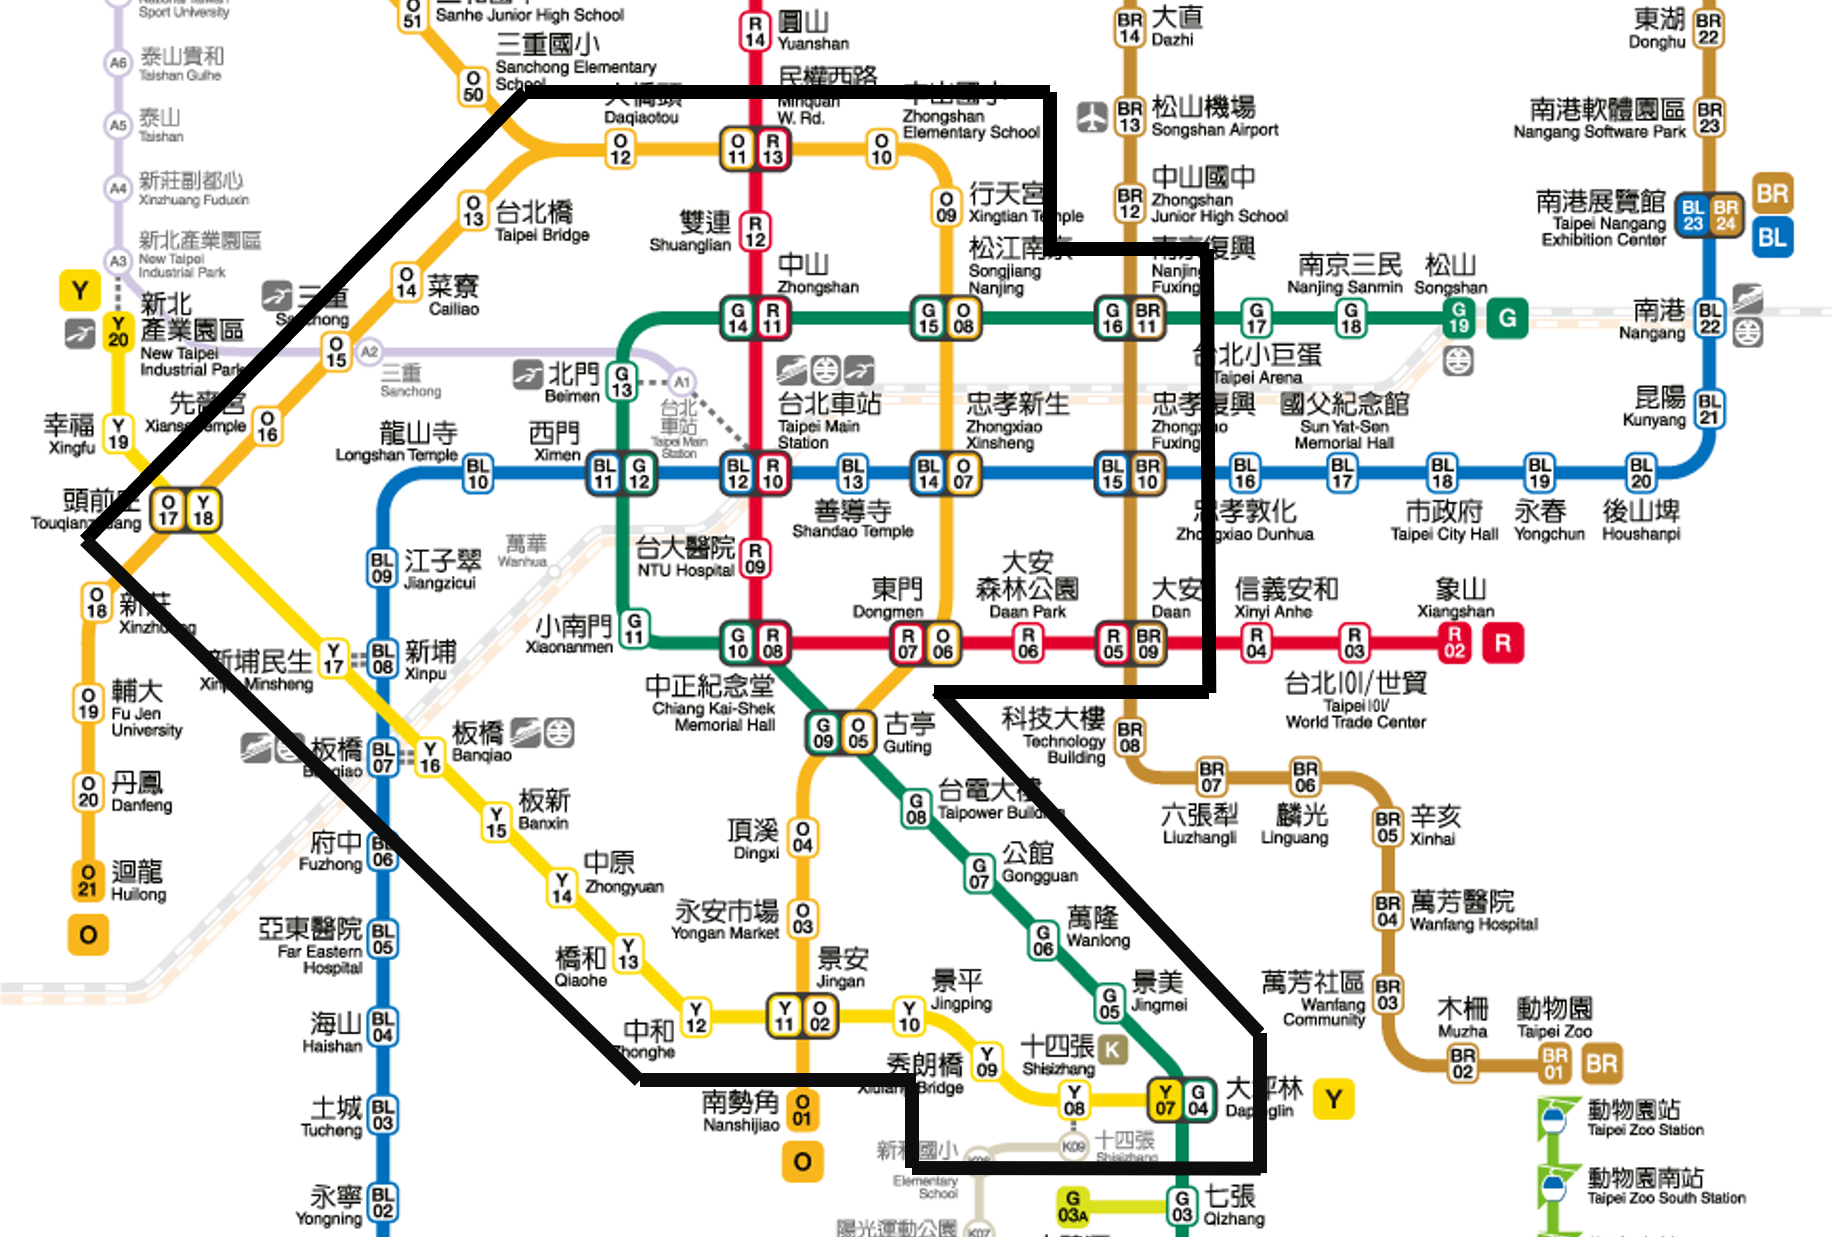 Sport University
A6
泰山貴和
Taishan Guihe
A5
泰山
Taishan
A4
新莊副都心
Xinzhuang Fuduxin
A3
新北產業園區
New Taipei
Industrial Park
Y
Y
20
新北
產業園區
New Taipei
Industrial Park
Y
19
幸福
Xingfu
O
51
Sanhe Junior High School
O
50
三重國小
Sanchong Elementary
School
大橋頭
Daqiaotou
O
12
O
11
R
13
民權西路
Minquan
W. Rd.
O
10
中山國小
Zhongshan
Elementary School
R
14
圓山
Yuanshan
BR
14
大直
Dazhi
BR
13
松山機場
Songshan Airport
BR
12
中山國中
Zhongshan
Junior High School
東湖
Donghu
BR
22
南港軟體園區
Nangang Software Park
BR
23
南港展覽館
Taipei Nangang
Exhibition Center
BL
23
BR
24
BR
BL
O
13
台北橋
Taipei Bridge
O
14
菜寮
Cailiao
三重
Sanchong
O
15
A2
三重
Sanchong
先嗇宮
Xianse Temple
O
16
頭前庄
Touqianzhuang
O
17
Y
18
雙連
Shuanglian
R
12
O
09
行天宮
Xingtian Temple
中山
Zhongshan
G
14
R
11
松江南京
Songjiang
Nanjing
G
15
O
08
南京復興
Nanjing
Fuxing
G
16
BR
11
G
17
台北小巨蛋
Taipei Arena
南京三民
Nanjing Sanmin
G
18
松山
Songshan
G
19
G
南港
Nangang
BL
22
昆陽
Kunyang
BL
21
北門
Beimen
G
13
A1
台北
車站
Taipei Main
Station
龍山寺
Longshan Temple
BL
10
西門
Ximen
BL
11
G
12
台北車站
Taipei Main
Station
BL
12
R
10
BL
13
善導寺
Shandao Temple
忠孝新生
Zhongxiao
Xinsheng
BL
14
O
07
忠孝復興
Zhongxiao
Fuxing
BL
15
BR
10
BL
16
忠孝敦化
Zhongxiao Dunhua
國父紀念館
Sun Yat-Sen
Memorial Hall
BL
17
BL
18
市政府
Taipei City Hall
BL
19
永春
Yongchun
BL
20
後山埤
Houshanpi
O
18
新莊
Xinzhuang
O
19
輔大
Fu Jen
University
O
20
丹鳳
Danfeng
O
21
迴龍
Huilong
O
BL
09
江子翠
Jiangzicui
萬華
Wanhua
台大醫院
NTU Hospital
R
09
新埔民生
Xinpu Minsheng
Y
17
BL
08
新埔
Xinpu
小南門
Xiaonanmen
G
11
G
10
R
08
中正紀念堂
Chiang Kai-Shek
Memorial Hall
東門
Dongmen
R
07
O
06
大安
森林公園
Daan Park
R
06
大安
Daan
R
05
BR
09
信義安和
Xinyi Anhe
R
04
R
03
台北101/世貿
Taipei 101/
World Trade Center
象山
Xiangshan
R
02
R
板橋
Banqiao
BL
07
Y
16
板橋
Banqiao
G
09
O
05
古亭
Guting
科技大樓
Technology
Building
BR
08
BR
07
六張犁
Liuzhangli
BR
06
麟光
Linguang
BR
05
辛亥
Xinhai
BR
04
萬芳醫院
Wanfang Hospital
萬芳社區
Wanfang
Community
BR
03
木柵
Muzha
BR
02
動物園
Taipei Zoo
BR
01
BR
府中
Fuzhong
BL
06
Y
15
板新
Banxin
Y
14
中原
Zhongyuan
橋和
Qiaohe
Y
13
中和
Zhonghe
Y
12
頂溪
Dingxi
O
04
永安市場
Yongan Market
O
03
景安
Jingan
Y
11
O
02
G
08
台電大樓
Taipower Building
G
07
公館
Gongguan
G
06
萬隆
Wanlong
G
05
景美
Jingmei
Y
10
景平
Jingping
Y
09
秀朗橋
Xiulang Bridge
十四張
Shisizhang
K
Y
08
Y
07
G
04
大坪林
Dapinglin
Y
亞東醫院
Far Eastern
Hospital
BL
05
海山
Haishan
BL
04
土城
Tucheng
BL
03
永寧
Yongning
BL
02
南勢角
Nanshijiao
O
01
O
K09
十四張
Shisizhang
新和國小
Elementary
School
K08
陽光運動公園
K07
G
03A
G
03
七張
Qizhang
動物園站
Taipei Zoo Station
動物園南站
Taipei Zoo South Station